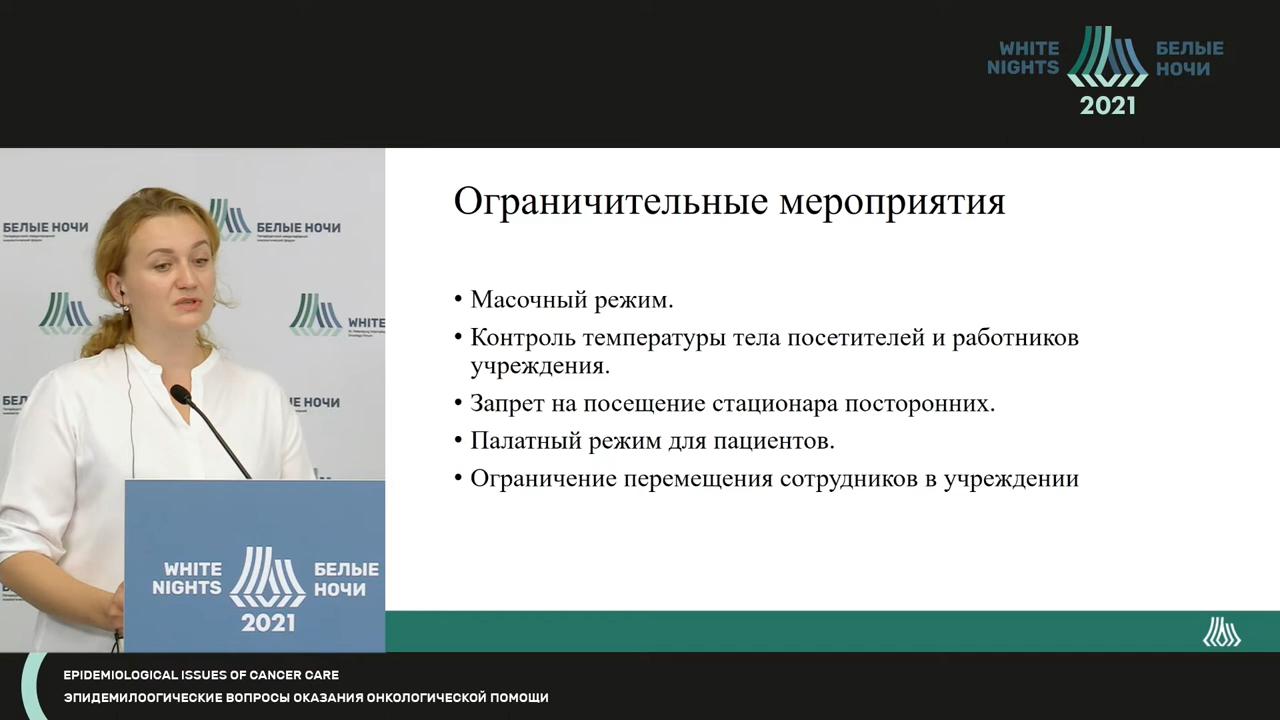 WHITE NIGHTS
БЕЛЫЕ НОЧИ
2021
БЕЛЫЕ НОЧИ
БЕЛЫЕ НОЧИ
WHITE
НОЧИ
Ограничительные мероприятия
• Масочный режим.
• Контроль температуры тела посетителей и работников
учреждения.
• Запрет на посещение стационара посторонних.
• Палатный режим для пациентов.
• Ограничение перемещения сотрудников в учреждении
WHITE NIGHTS
БЕЛЫЕ НОЧИ
2021
EPIDEMIOLOGICAL ISSUES OF CANCER CARE
ЭПИДЕМИЛООГИЧЕСКИЕ ВОПРОСЫ ОКАЗАНИЯ ОНКОЛОГИЧЕСКОЙ ПОМОЩИ